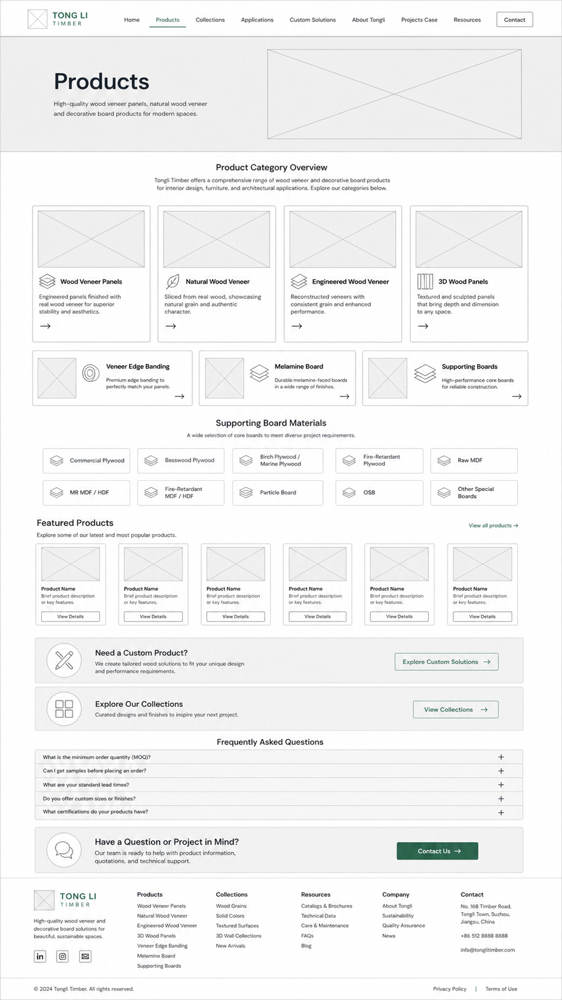 TONG LI
TIMBER
Home
Products
Collections
Applications
Custom Solutions
About Tongli
Projects Case
Resources
Contact
Products
High-quality wood veneer panels, natural wood veneer
and decorative board products for modern spaces.
Product Category Overview
Tongli Timber offers a comprehensive range of wood veneer and decorative board products
for interior design, furniture, and architectural applications. Explore our categories below.
Wood Veneer Panels
Engineered panels finished with
real wood veneer for superior
stability and aesthetics.
→
Natural Wood Veneer
Sliced from real wood, showcasing
natural grain and authentic
character.
→
Engineered Wood Veneer
Reconstructed veneers with
consistent grain and enhanced
performance.
→
3D Wood Panels
Textured and sculpted panels
that bring depth and dimension
to any space.
→
Veneer Edge Banding
Premium edge banding to
perfectly match your panels.
→
Melamine Board
Durable melamine-faced boards
in a wide range of finishes.
→
Supporting Boards
High-performance core boards
for reliable construction.
→
Supporting Board Materials
A wide selection of core boards to meet diverse project requirements.
Commercial Plywood
Basswood Plywood
Birch Plywood /
Marine Plywood
Fire-Retardant
Plywood
Raw MDF
MR MDF / HDF
Fire-Retardant
MDF / HDF
Particle Board
OSB
Other Special
Boards
Featured Products
Explore some of our latest and most popular products.
View all products →
Product Name
Brief product description
or key features.
View Details
Product Name
Brief product description
or key features.
View Details
Product Name
Brief product description
or key features.
View Details
Product Name
Brief product description
or key features.
View Details
Product Name
Brief product description
or key features.
View Details
Product Name
Brief product description
or key features.
View Details
Need a Custom Product?
We create tailored wood solutions to fit your unique design
and performance requirements.
Explore Custom Solutions →
Explore Our Collections
Curated designs and finishes to inspire your next project.
View Collections →
Frequently Asked Questions
What is the minimum order quantity (MOQ)? +
Can I get samples before placing an order? +
What are your standard lead times? +
Do you offer custom sizes or finishes? +
What certifications do your products have? +
Have a Question or Project in Mind?
Our team is ready to help with product information,
quotations, and technical support.
Contact Us →
TONG LI
TIMBER
High-quality wood veneer and
decorative board solutions for
beautiful, sustainable spaces.
in
Products
Wood Veneer Panels
Natural Wood Veneer
Engineered Wood Veneer
3D Wood Panels
Veneer Edge Banding
Melamine Board
Supporting Boards
Collections
Wood Grains
Solid Colors
Textured Surfaces
3D Wall Collections
New Arrivals
Resources
Catalogs & Brochures
Technical Data
Care & Maintenance
FAQs
Blog
Company
About Tongli
Sustainability
Quality Assurance
News
Contact
No. 168 Timber Road,
Tongli Town, Suzhou,
Jiangsu, China
+86 512 8888 8888
info@tonglitimber.com
© 2024 Tongli Timber. All rights reserved.
Privacy Policy | Terms of Use